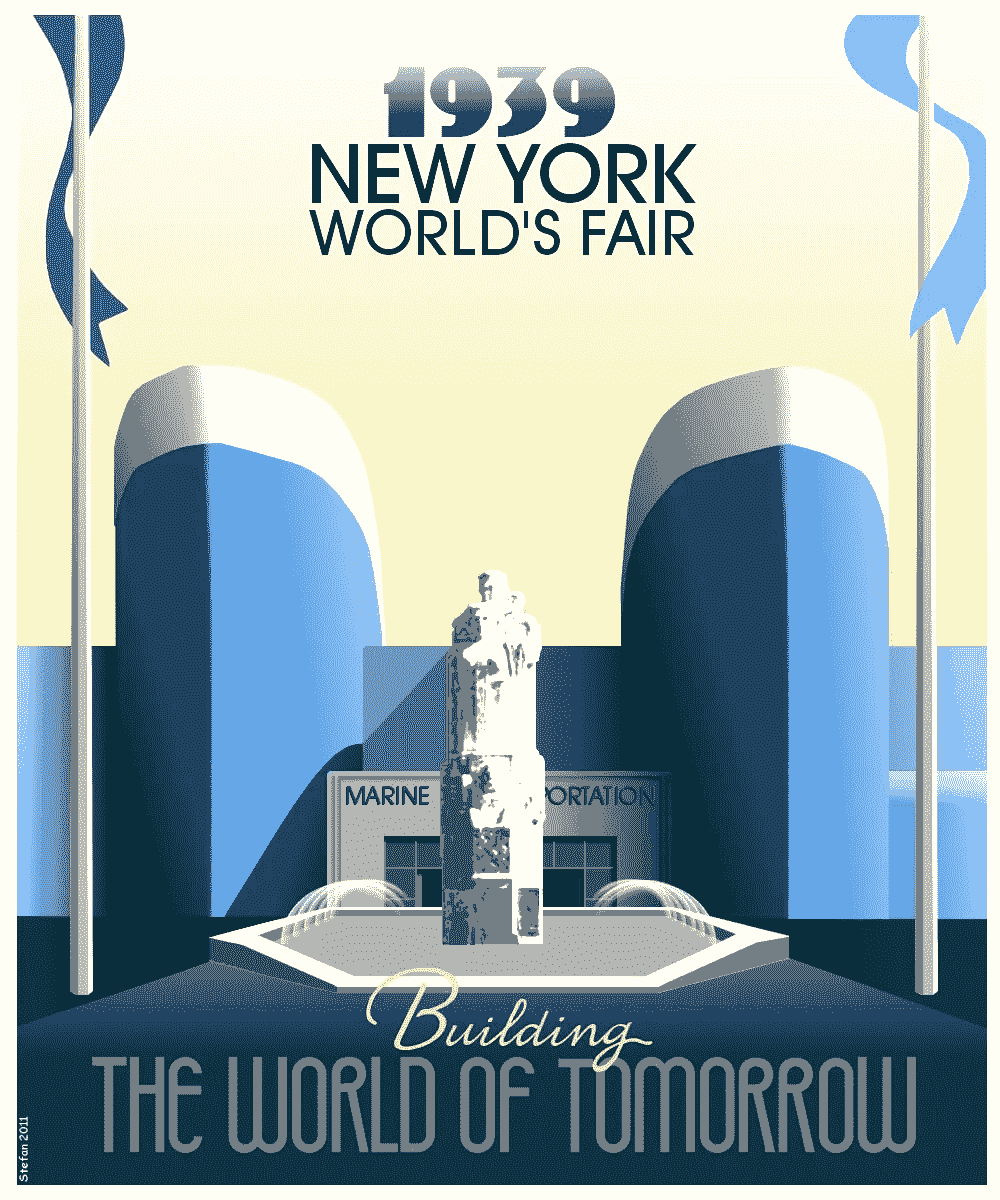 1939
NEW YORK
WORLD'S FAIR
MARINE PORTATION
Building
THE WORLD OF TOMORROW
Stefan 2011